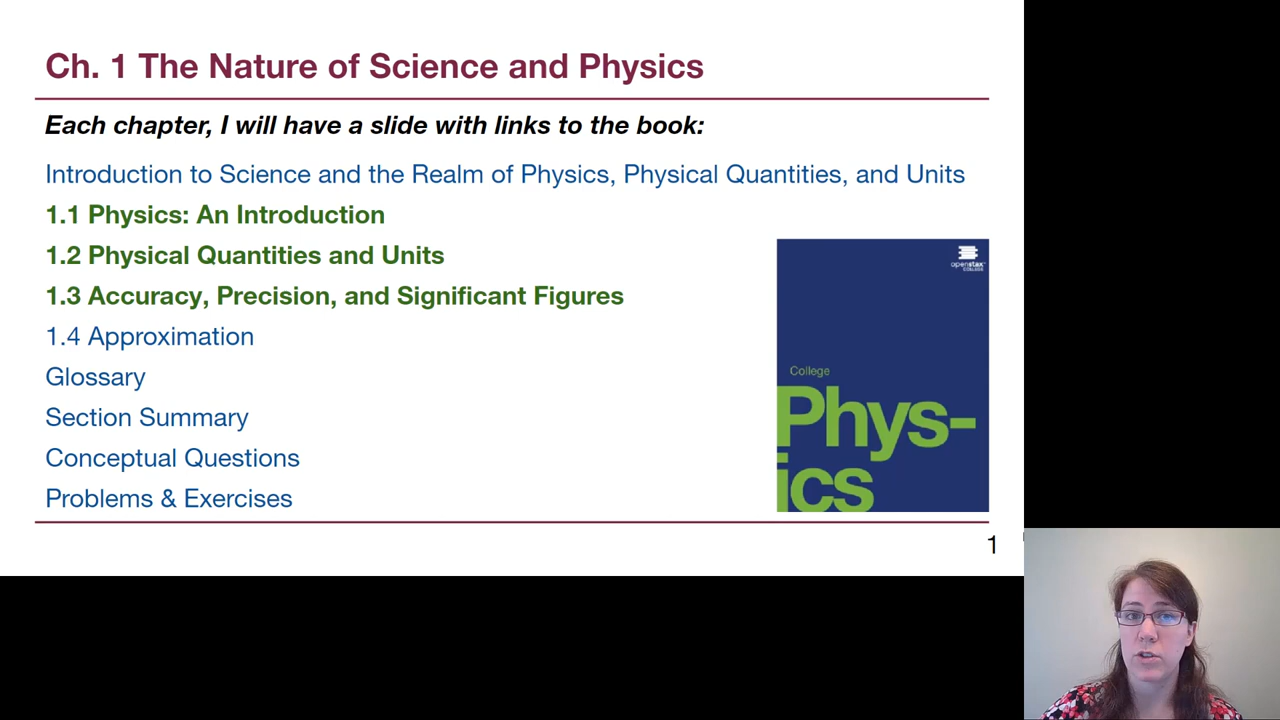 Ch. 1 The Nature of Science and Physics
Each chapter, I will have a slide with links to the book:
Introduction to Science and the Realm of Physics, Physical Quantities, and Units
1.1 Physics: An Introduction
1.2 Physical Quantities and Units
1.3 Accuracy, Precision, and Significant Figures
1.4 Approximation
Glossary
Section Summary
Conceptual Questions
Problems & Exercises
openstax™
COLLEGE
College
Phys-
ics
1